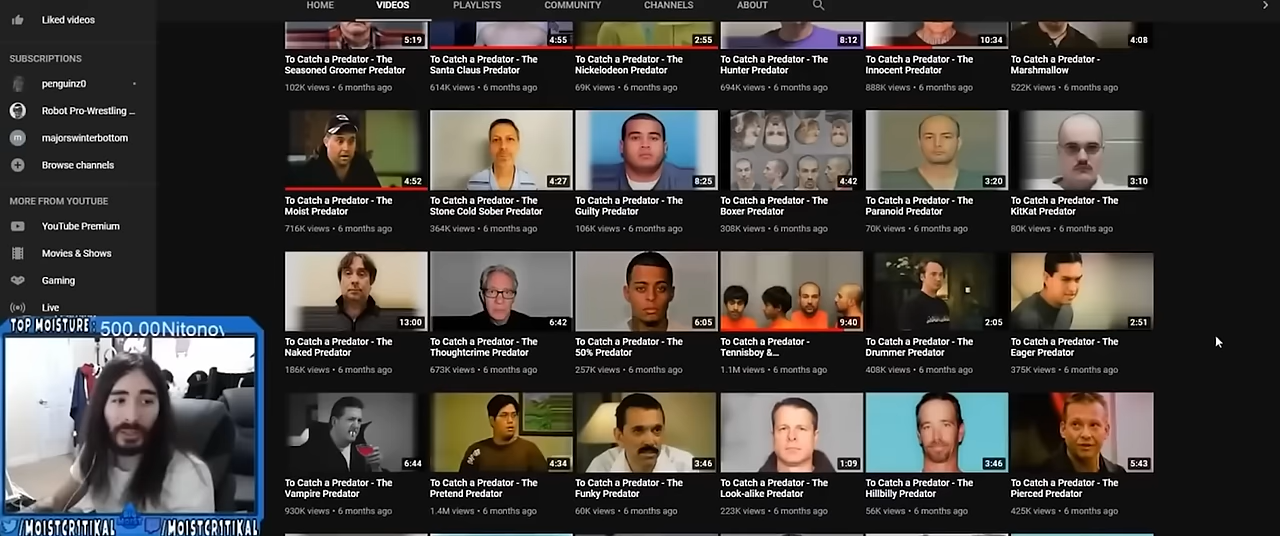 HOME VIDEOS PLAYLISTS COMMUNITY CHANNELS ABOUT
Liked videos
SUBSCRIPTIONS
penguinz0
Robot Pro-Wrestling ...
majorswinterbottom
Browse channels
MORE FROM YOUTUBE
YouTube Premium
Movies & Shows
Gaming
Live
TOP MOISTURE: 500.00Nitono
/MOISTCR1TIKAL /MOISTCR1TIKAL
5:19 4:55 2:55 8:12 10:34 4:08
To Catch a Predator - The Seasoned Groomer Predator
102K views • 6 months ago
To Catch a Predator - The Santa Claus Predator
614K views • 6 months ago
To Catch a Predator - The Nickelodeon Predator
69K views • 6 months ago
To Catch a Predator - The Hunter Predator
694K views • 6 months ago
To Catch a Predator - The Innocent Predator
888K views • 6 months ago
To Catch a Predator - Marshmallow
522K views • 6 months ago
4:52 4:27 8:25 4:42 3:20 3:10
To Catch a Predator - The Moist Predator
716K views • 6 months ago
To Catch a Predator - The Stone Cold Sober Predator
364K views • 6 months ago
To Catch a Predator - The Guilty Predator
106K views • 6 months ago
To Catch a Predator - The Boxer Predator
308K views • 6 months ago
To Catch a Predator - The Paranoid Predator
70K views • 6 months ago
To Catch a Predator - The KitKat Predator
80K views • 6 months ago
13:00 6:42 6:05 9:40 2:05 2:51
To Catch a Predator - The Naked Predator
186K views • 6 months ago
To Catch a Predator - The Thoughtcrime Predator
673K views • 6 months ago
To Catch a Predator - The 50% Predator
257K views • 6 months ago
To Catch a Predator - Tennisboy &...
1.1M views • 6 months ago
To Catch a Predator - The Drummer Predator
408K views • 6 months ago
To Catch a Predator - The Eager Predator
375K views • 6 months ago
6:44 4:34 3:46 1:09 3:46 5:43
To Catch a Predator - The Vampire Predator
930K views • 6 months ago
To Catch a Predator - The Pretend Predator
1.4M views • 6 months ago
To Catch a Predator - The Funky Predator
60K views • 6 months ago
To Catch a Predator - The Look-alike Predator
223K views • 6 months ago
To Catch a Predator - The Hillbilly Predator
56K views • 6 months ago
To Catch a Predator - The Pierced Predator
425K views • 6 months ago